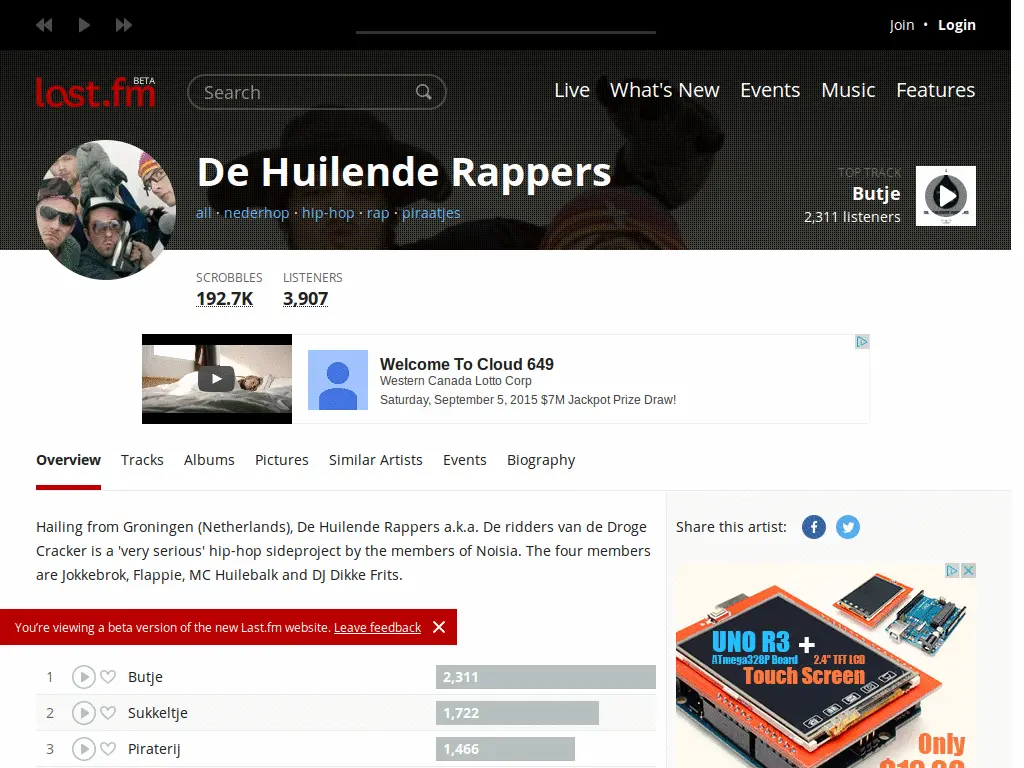 Join • Login
last.fm BETA
Search
Live What's New Events Music Features
De Huilende Rappers
all · nederhop · hip-hop · rap · piraatjes
TOP TRACK
Butje
2,311 listeners
SCROBBLES LISTENERS
192.7K 3,907
Welcome To Cloud 649
Western Canada Lotto Corp
Saturday, September 5, 2015 $7M Jackpot Prize Draw!
Overview Tracks Albums Pictures Similar Artists Events Biography
Hailing from Groningen (Netherlands), De Huilende Rappers a.k.a. De ridders van de Droge
Cracker is a 'very serious' hip-hop sideproject by the members of Noisia. The four members
are Jokkebrok, Flappie, MC Huilebalk and DJ Dikke Frits.
Share this artist:
You're viewing a beta version of the new Last.fm website. Leave feedback
1 Butje 2,311
2 Sukkeltje 1,722
3 Piraterij 1,466
UNO R3 +
ATmega328P Board 2.4" TFT LCD
Touch Screen
Only